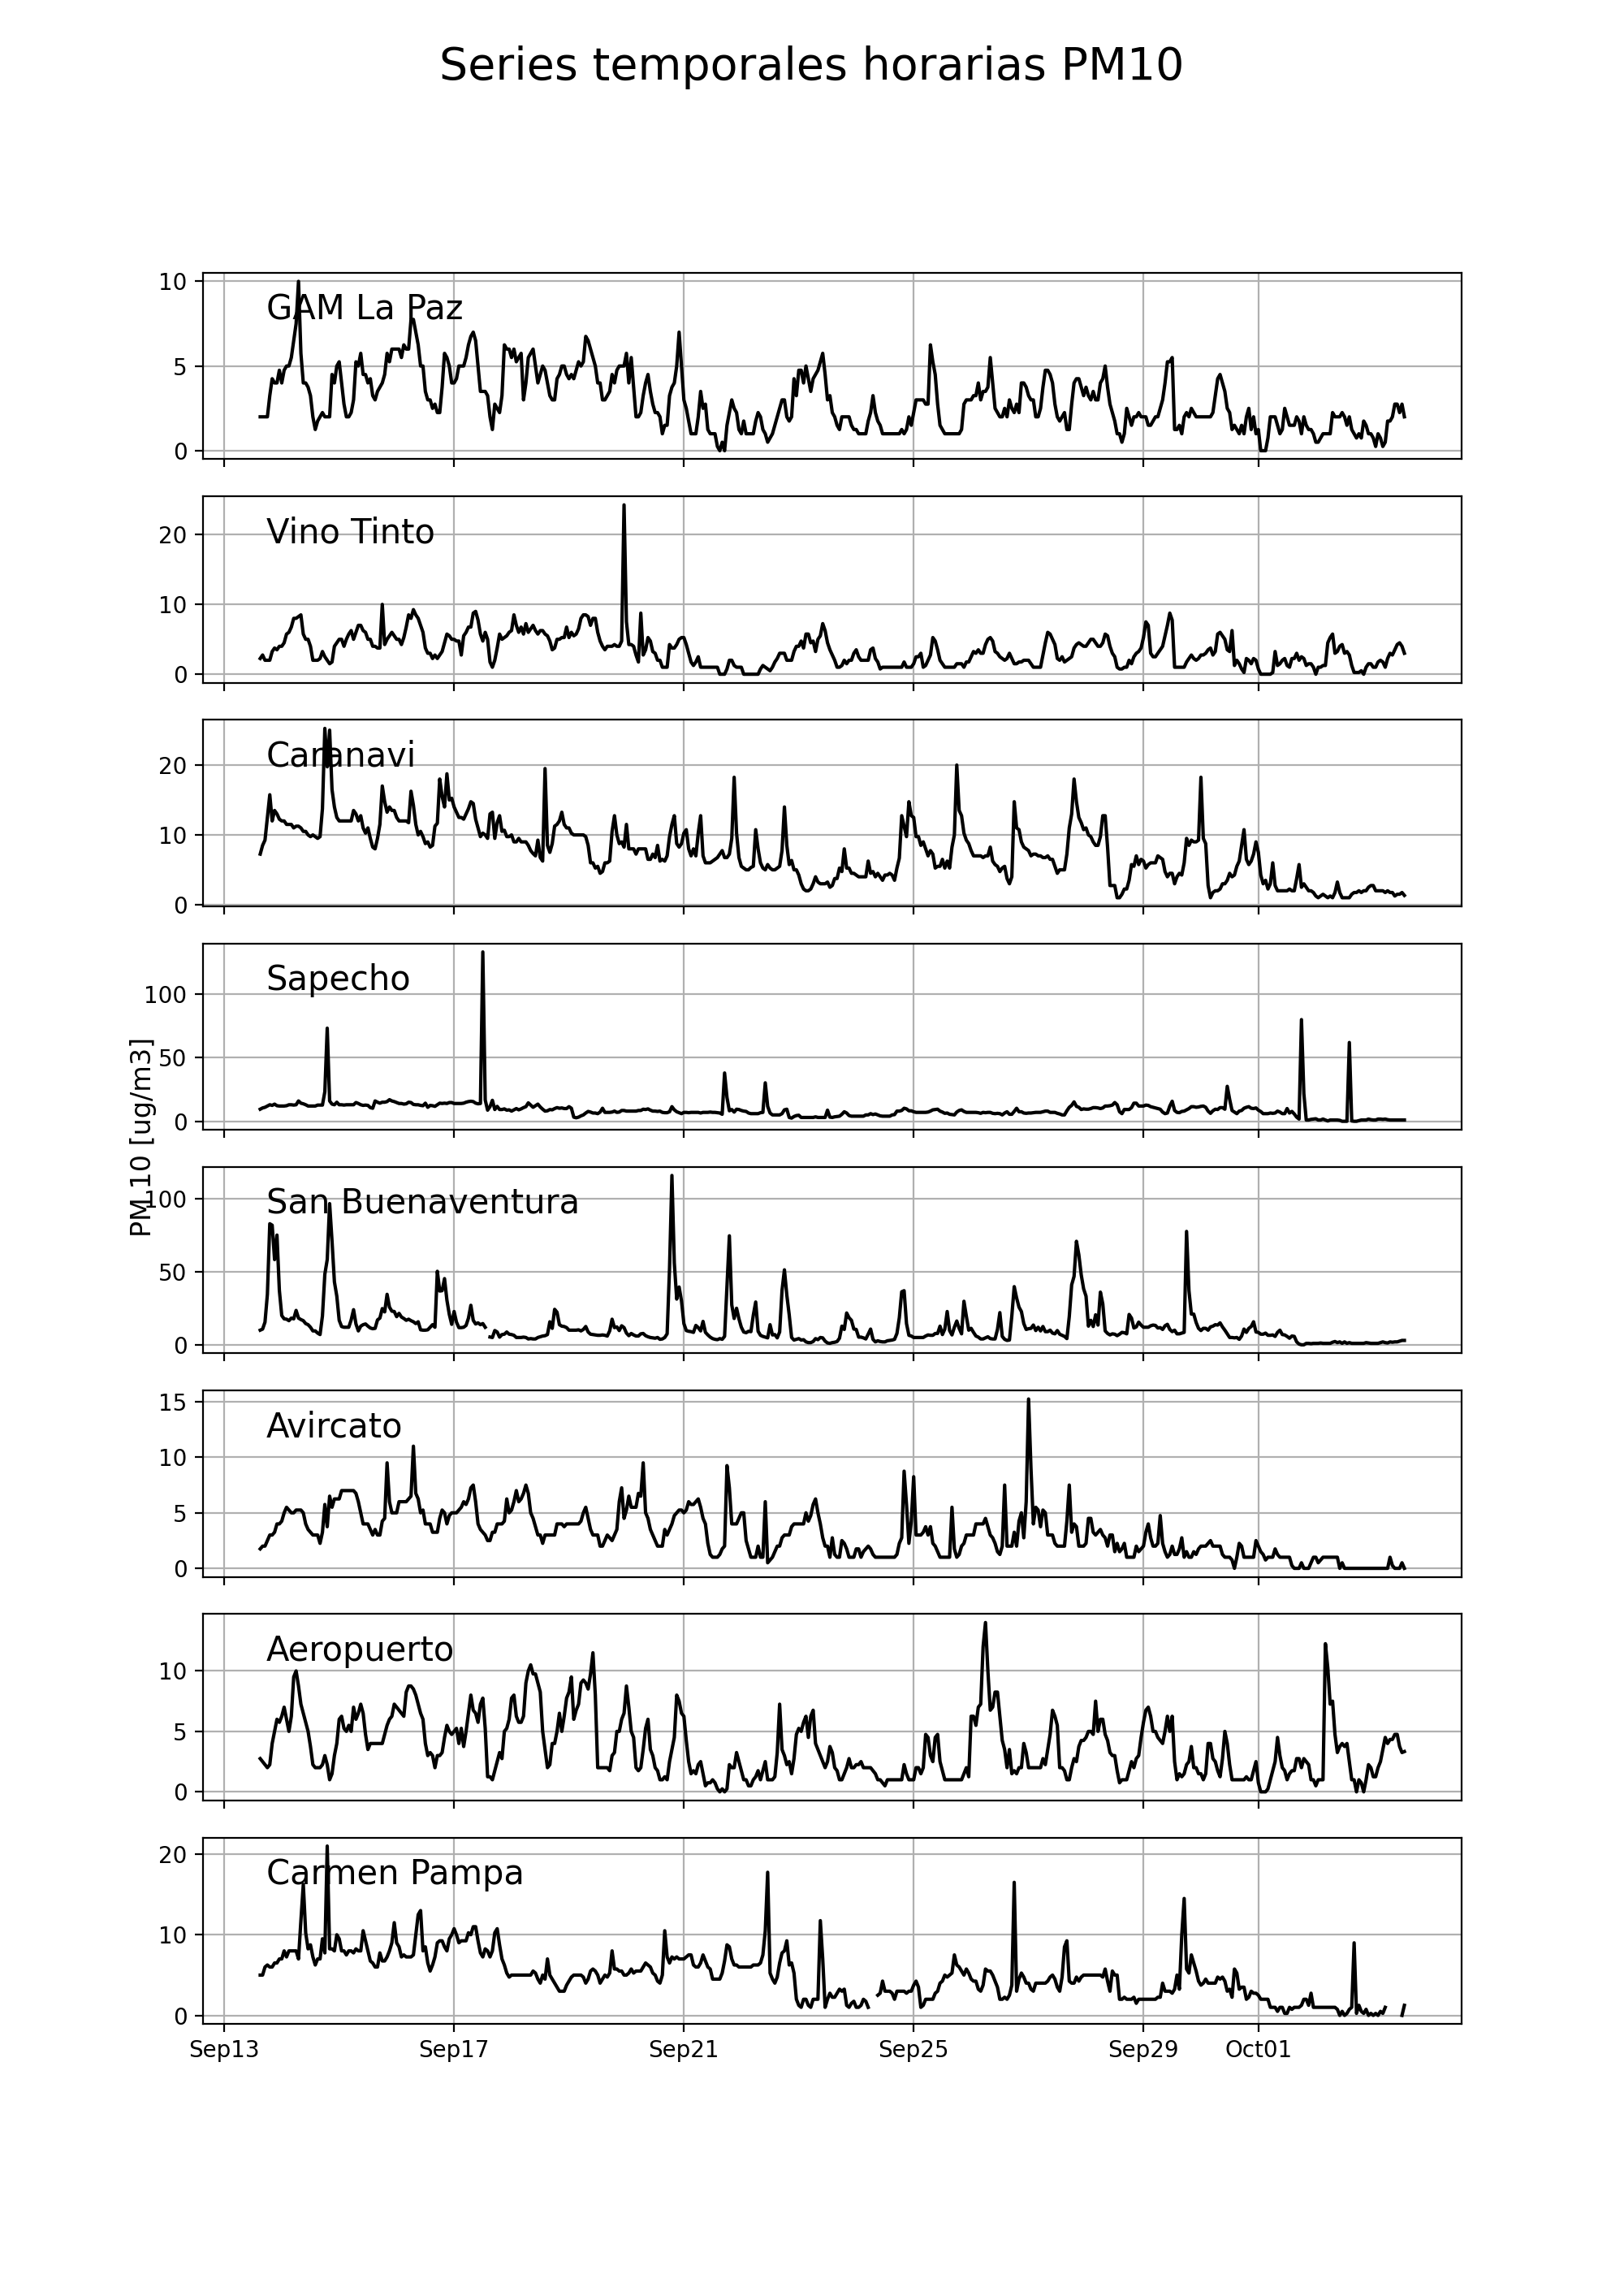 Series temporales horarias PM10
10
GAM La Paz
5
0
20
Vino Tinto
10
0
20
Caranavi
10
0
100
Sapecho
50
0
PM 10 [ug/m3]
100
San Buenaventura
50
0
15
Avircato
10
5
0
10
Aeropuerto
5
0
20
Carmen Pampa
10
0
Sep13 Sep17 Sep21 Sep25 Sep29 Oct01